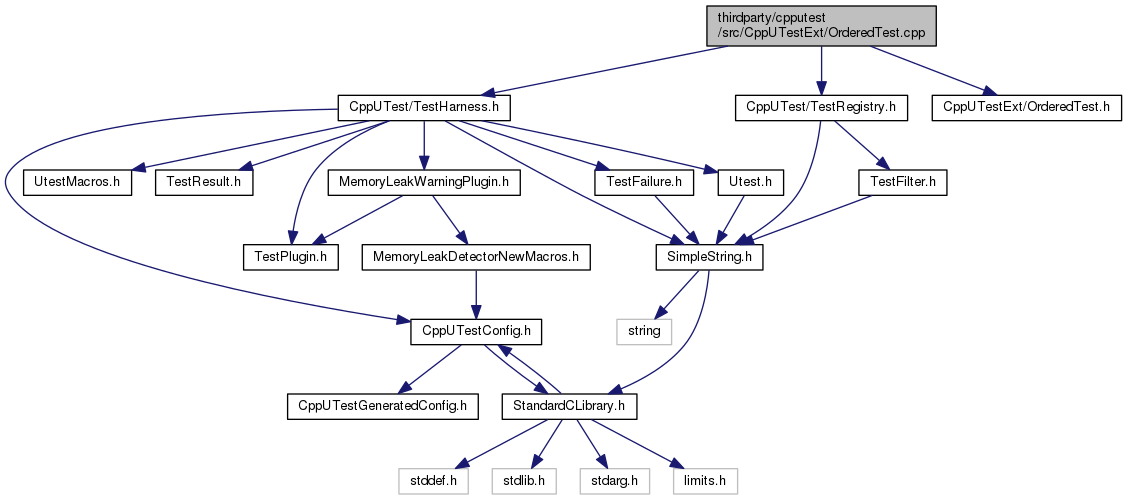 thirdparty/cpputest
/src/CppUTestExt/OrderedTest.cpp
CppUTest/TestHarness.h
CppUTest/TestRegistry.h
CppUTestExt/OrderedTest.h
UtestMacros.h
TestResult.h
MemoryLeakWarningPlugin.h
TestFailure.h
Utest.h
TestFilter.h
TestPlugin.h
MemoryLeakDetectorNewMacros.h
SimpleString.h
CppUTestConfig.h
string
CppUTestGeneratedConfig.h
StandardCLibrary.h
stddef.h
stdlib.h
stdarg.h
limits.h